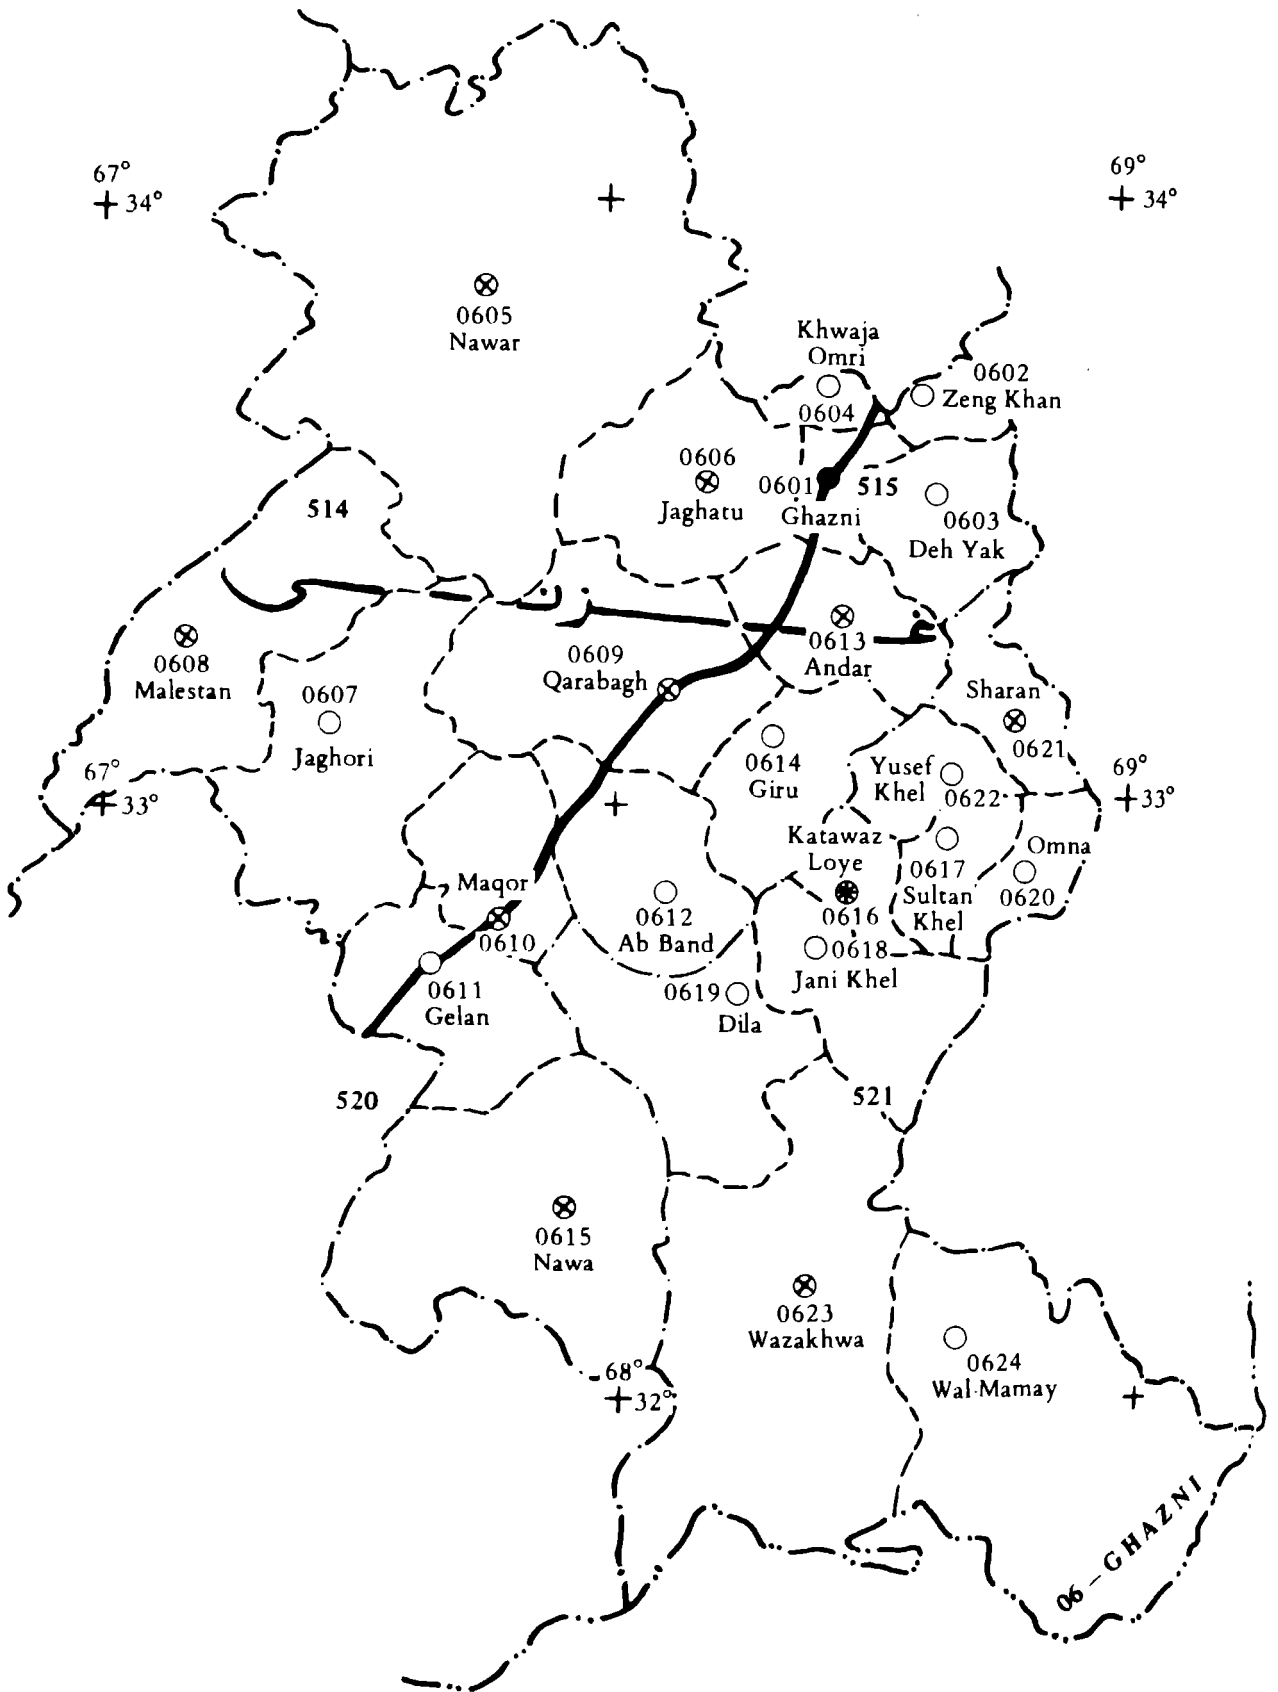 67°
34°
69°
34°
0605
Nawar
Khwaja
Omri
0604
0602
Zeng Khan
0606
Jaghatu
0601
Ghazni
515
0603
Deh Yak
514
0608
Malestan
0607
Jaghori
0609
Qarabagh
0613
Andar
Sharan
0621
67°
33°
0614
Giru
Yusef
Khel
0622
69°
33°
Katawaz
Loye
0616
0617
Sultan
Khel
Omna
0620
Maqor
0610
0612
Ab Band
0618
Jani Khel
0611
Gelan
0619
Dila
520
521
0615
Nawa
0623
Wazakhwa
0624
Wal-Mamay
68°
32°
06 – GHAZNI